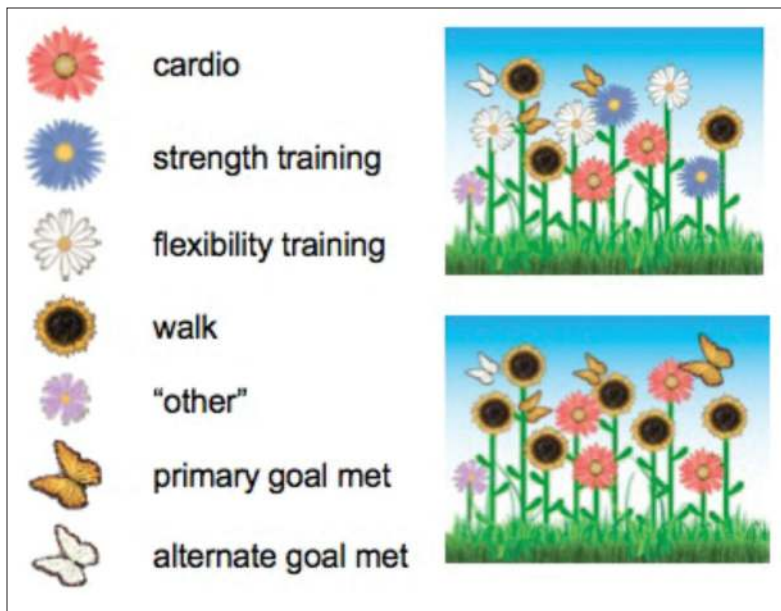 cardio
strength training
flexibility training
walk
“other”
primary goal met
alternate goal met